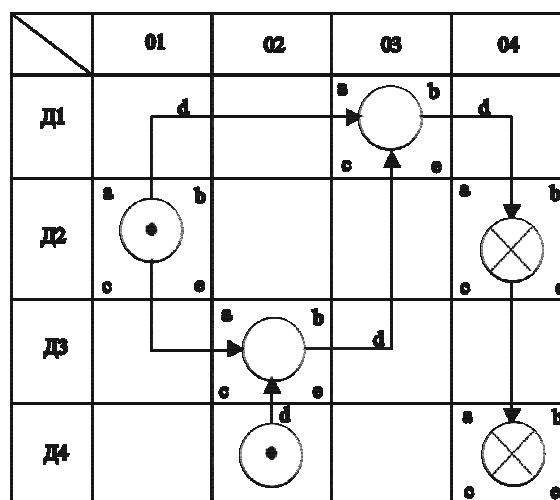 01 02 03 04
a b
Д1 d d
c e
a b a b
Д2
c e c e
a b
Д3 d
c e
d a b
Д4
c e